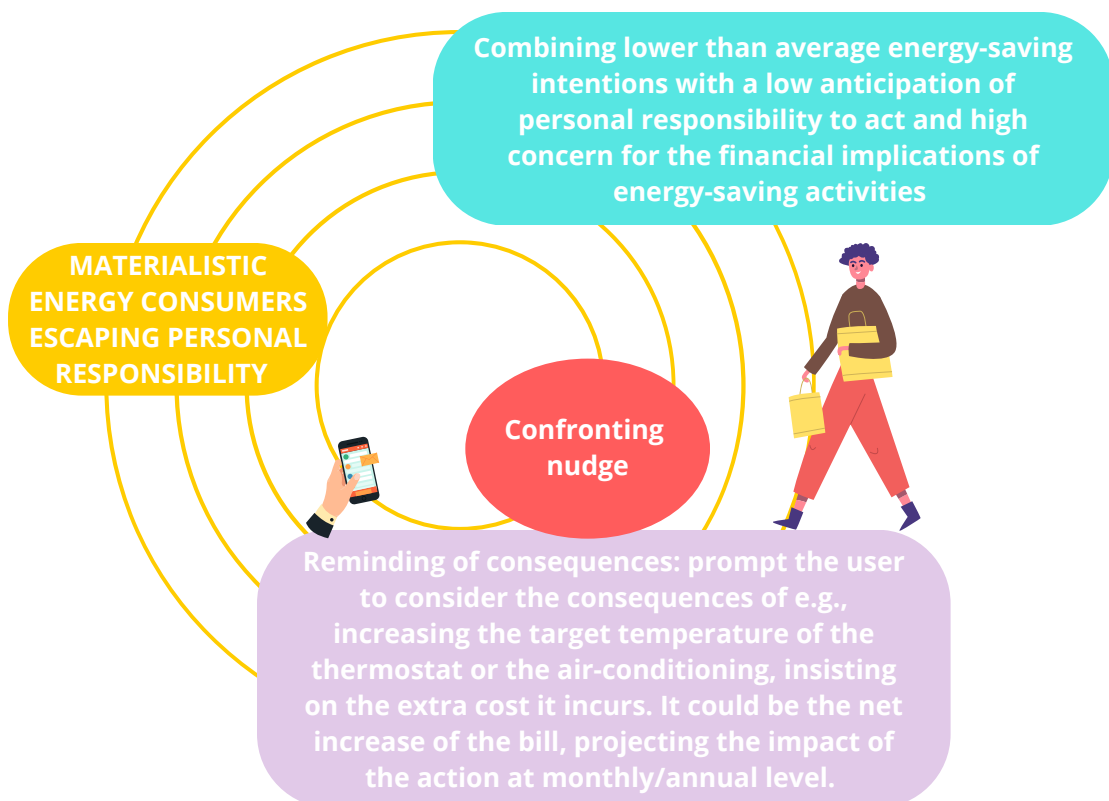 Combining lower than average energy-saving
intentions with a low anticipation of
personal responsibility to act and high
concern for the financial implications of
energy-saving activities
MATERIALISTIC
ENERGY CONSUMERS
ESCAPING PERSONAL
RESPONSIBILITY
Confronting
nudge
Reminding of consequences: prompt the user
to consider the consequences of e.g.,
increasing the target temperature of the
thermostat or the air-conditioning, insisting
on the extra cost it incurs. It could be the net
increase of the bill, projecting the impact of
the action at monthly/annual level.